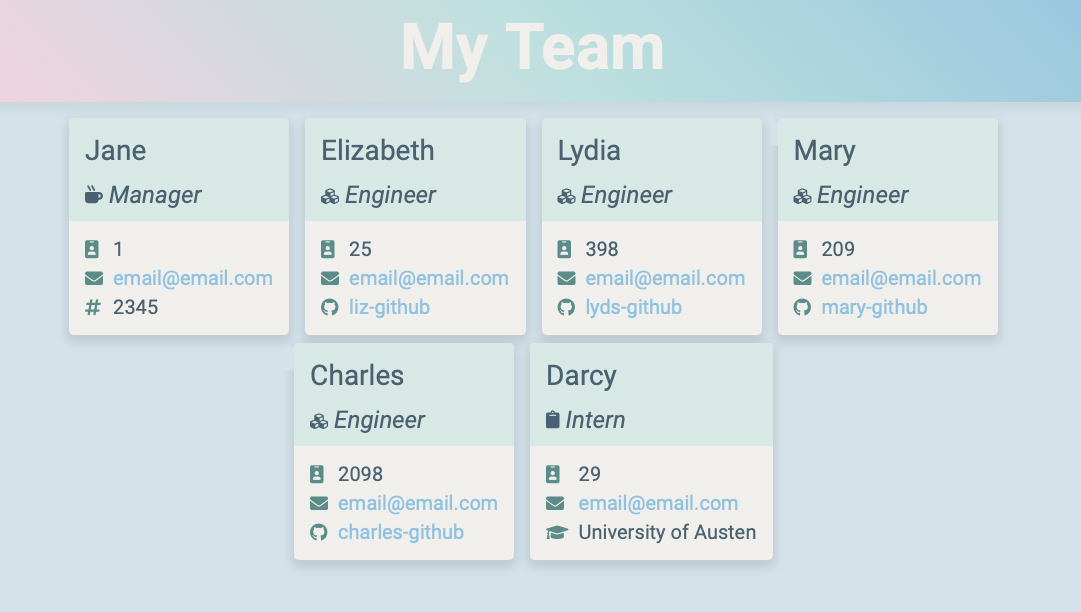 My Team
Jane
Manager
1
email@email.com
2345
Elizabeth
Engineer
25
email@email.com
liz-github
Lydia
Engineer
398
email@email.com
lyds-github
Mary
Engineer
209
email@email.com
mary-github
Charles
Engineer
2098
email@email.com
charles-github
Darcy
Intern
29
email@email.com
University of Austen